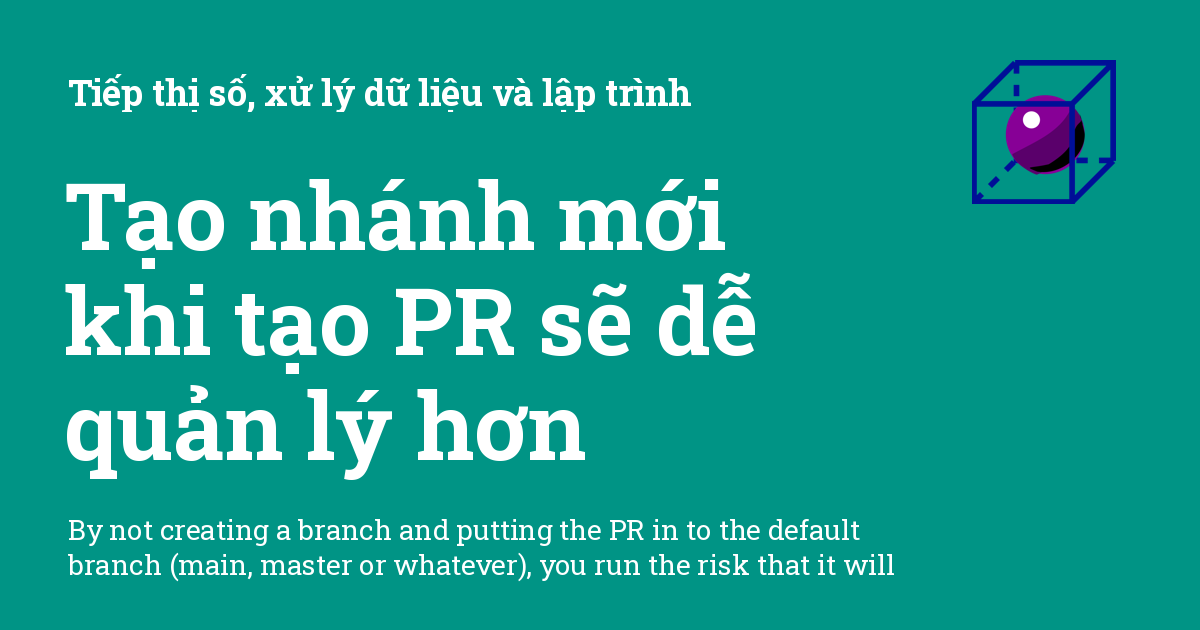 Tiếp thị số, xử lý dữ liệu và lập trình
Tạo nhánh mới
khi tạo PR sẽ dễ
quản lý hơn
By not creating a branch and putting the PR in to the default
branch (main, master or whatever), you run the risk that it will